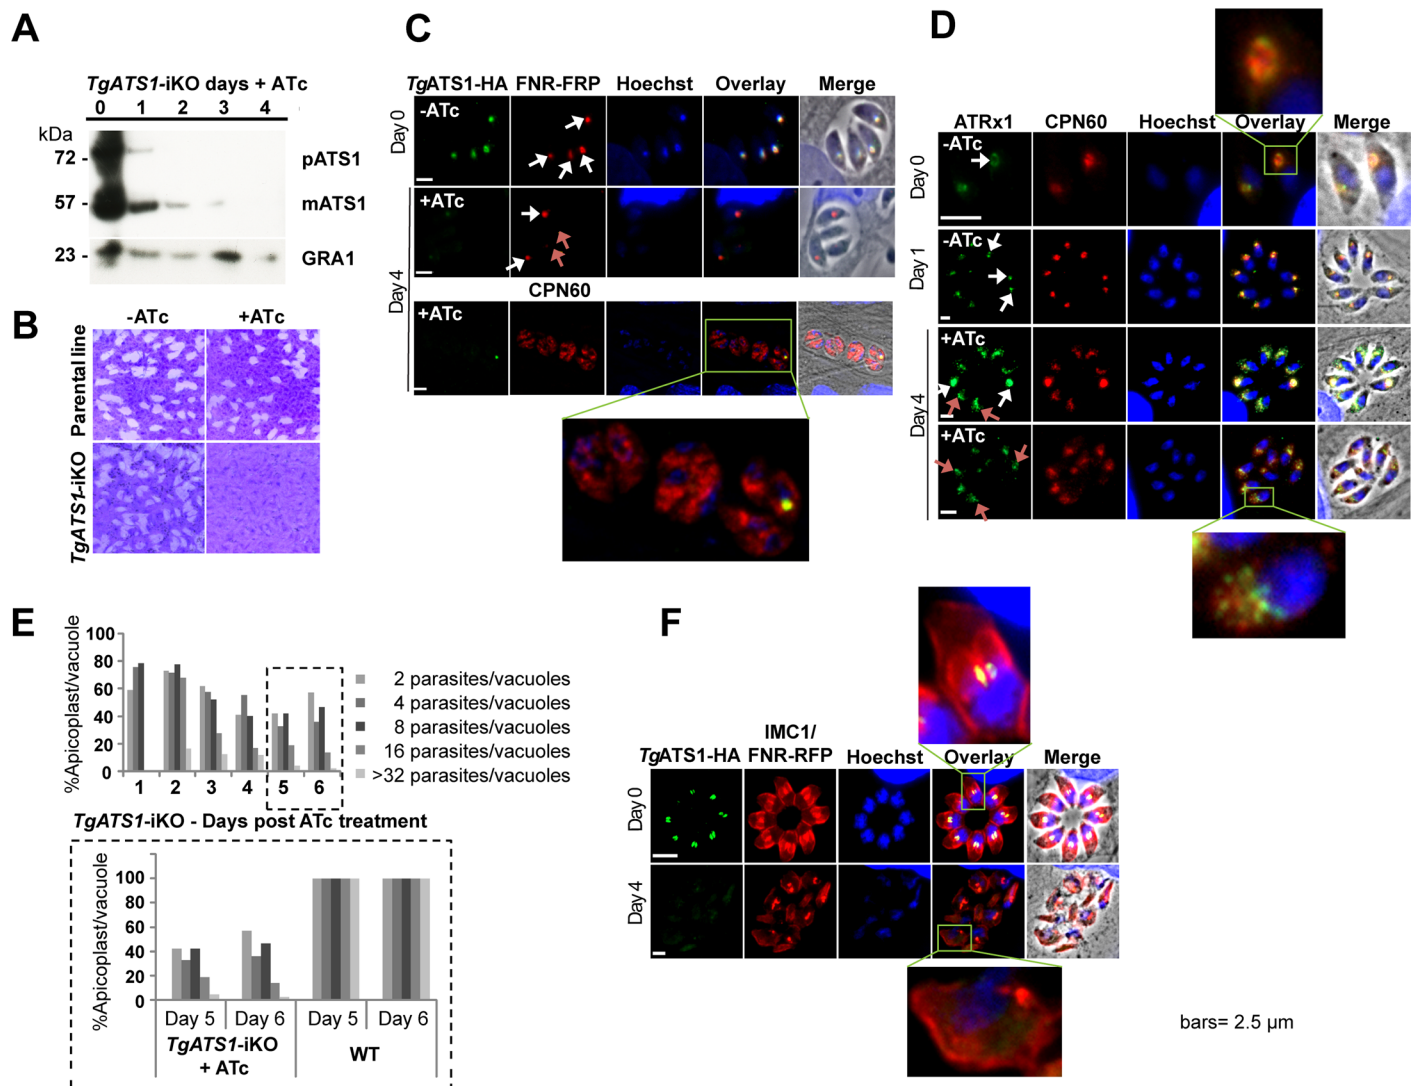 A
TgATS1-iKO days + ATc
0 1 2 3 4
kDa
72 -
57 -
23 -
pATS1
mATS1
GRA1
B
-ATc +ATc
Parental line
TgATS1-iKO
C
TgATS1-HA FNR-FRP Hoechst Overlay Merge
Day 0
-ATc
Day 4
+ATc
CPN60
+ATc
D
ATRx1 CPN60 Hoechst Overlay Merge
Day 0
-ATc
Day 1
-ATc
Day 4
+ATc
+ATc
E
%Apicoplast/vacuole
100
80
60
40
20
0
1 2 3 4 5 6
2 parasites/vacuoles
4 parasites/vacuoles
8 parasites/vacuoles
16 parasites/vacuoles
>32 parasites/vacuoles
TgATS1-iKO - Days post ATc treatment
%Apicoplast/vacuole
100
80
60
40
20
0
Day 5 Day 6 Day 5 Day 6
TgATS1-iKO
+ ATc
WT
F
IMC1/
TgATS1-HA FNR-RFP Hoechst Overlay Merge
Day 0
Day 4
bars= 2.5 µm